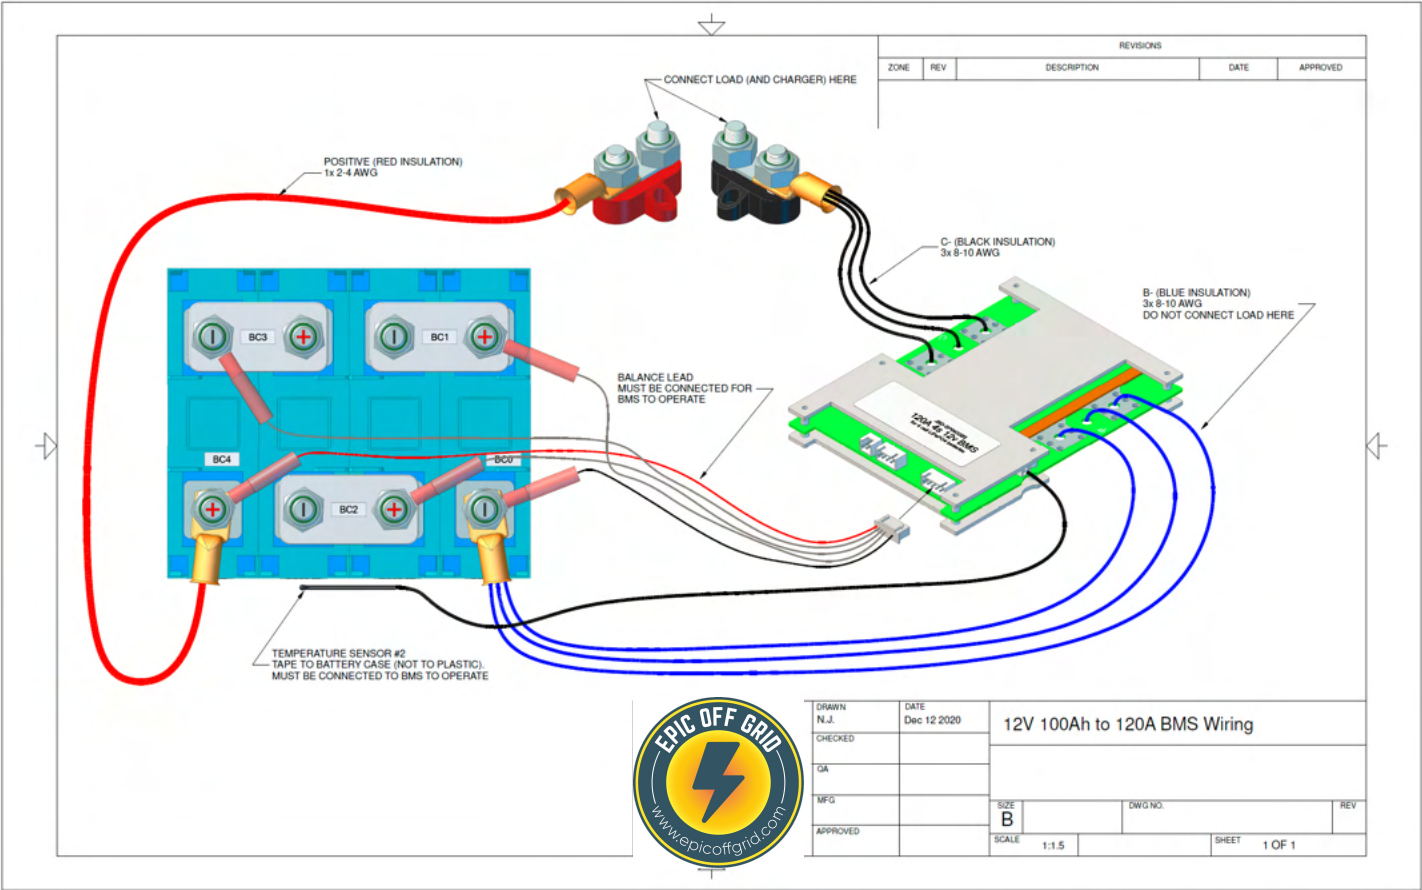 REVISIONS
ZONE REV DESCRIPTION DATE APPROVED
CONNECT LOAD (AND CHARGER) HERE
POSITIVE (RED INSULATION)
1x 2-4 AWG
C- (BLACK INSULATION)
3x 8-10 AWG
B- (BLUE INSULATION)
3x 8-10 AWG
DO NOT CONNECT LOAD HERE
BC3
BC1
BALANCE LEAD
MUST BE CONNECTED FOR
BMS TO OPERATE
120A 4s 12v BMS
BC4
BC0
BC2
TEMPERATURE SENSOR #2
TAPE TO BATTERY CASE (NOT TO PLASTIC).
MUST BE CONNECTED TO BMS TO OPERATE
EPIC OFF GRID
www.epicoffgrid.com
DRAWN
N.J.
DATE
Dec 12 2020
CHECKED
QA
MFG
APPROVED
12V 100Ah to 120A BMS Wiring
SIZE
B
DWG NO.
REV
SCALE
1:1.5
SHEET
1 OF 1